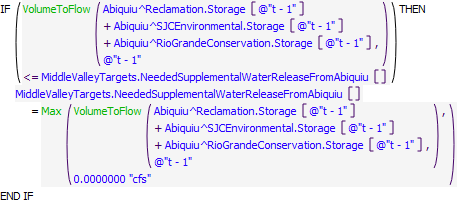 IF ( VolumeToFlow ( Abiquiu^Reclamation.Storage [ @"t - 1" ] ) ) THEN
+ Abiquiu^SJCEnvironmental.Storage [ @"t - 1" ]
+ Abiquiu^RioGrandeConservation.Storage [ @"t - 1" ] ,
@"t - 1"
<= MiddleValleyTargets.NeededSupplementalWaterReleaseFromAbiquiu [ ]
MiddleValleyTargets.NeededSupplementalWaterReleaseFromAbiquiu [ ]
= Max ( VolumeToFlow ( Abiquiu^Reclamation.Storage [ @"t - 1" ] ) , )
+ Abiquiu^SJCEnvironmental.Storage [ @"t - 1" ]
+ Abiquiu^RioGrandeConservation.Storage [ @"t - 1" ] ,
@"t - 1"
0.0000000 "cfs"
END IF